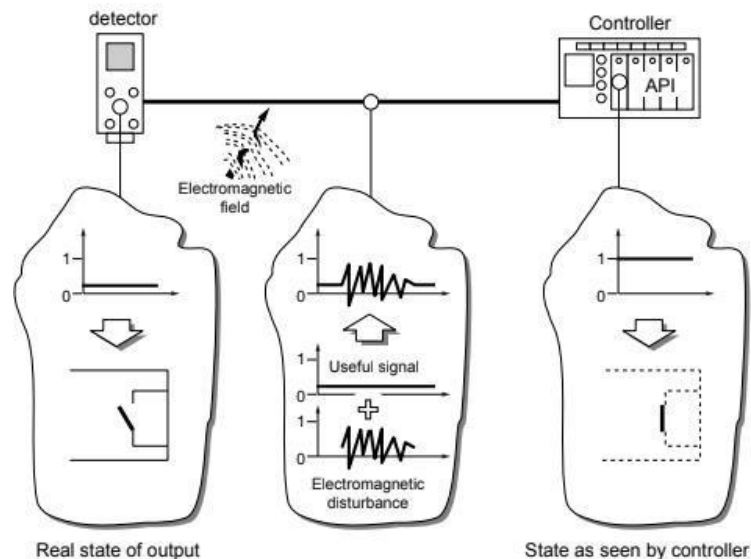 detector
Controller
API
Electromagnetic
field
1
0
1
0
1
0
Useful signal
1
0
1
0
Electromagnetic
disturbance
Real state of output
State as seen by controller